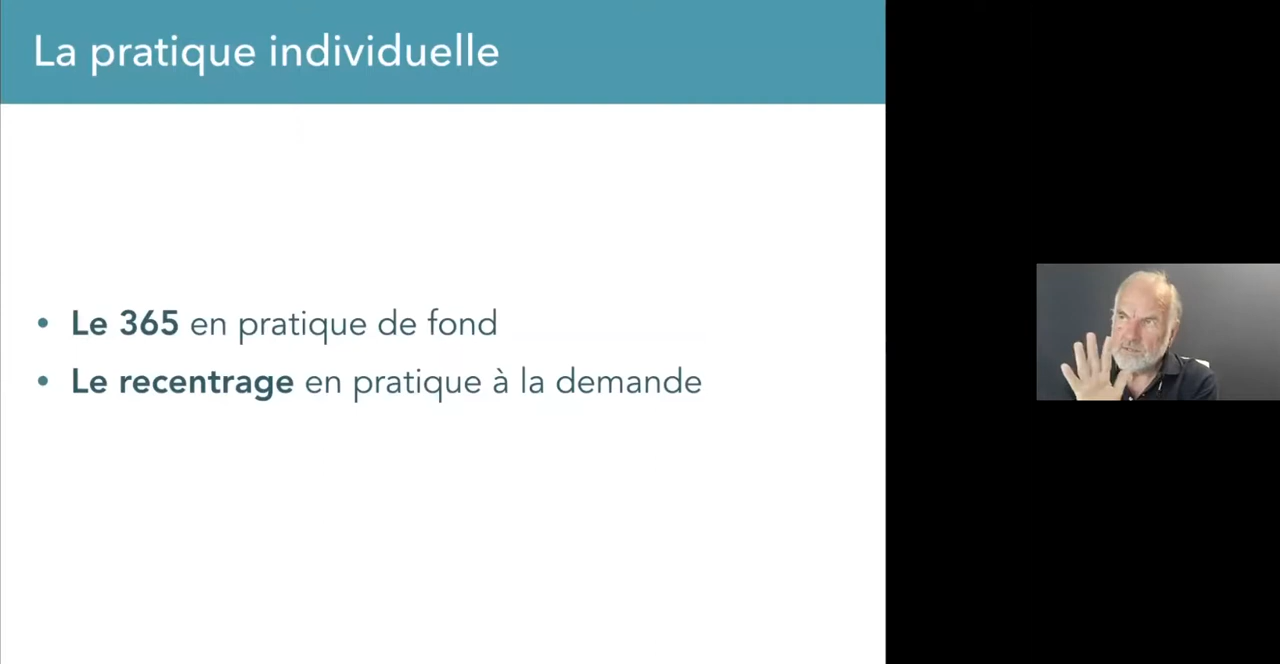 La pratique individuelle
• Le 365 en pratique de fond
• Le recentrage en pratique à la demande